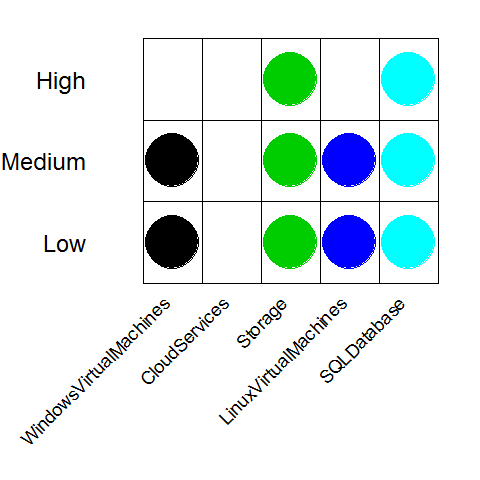 High
Medium
Low
WindowsVirtualMachines
CloudServices
Storage
LinuxVirtualMachines
SQLDatabase